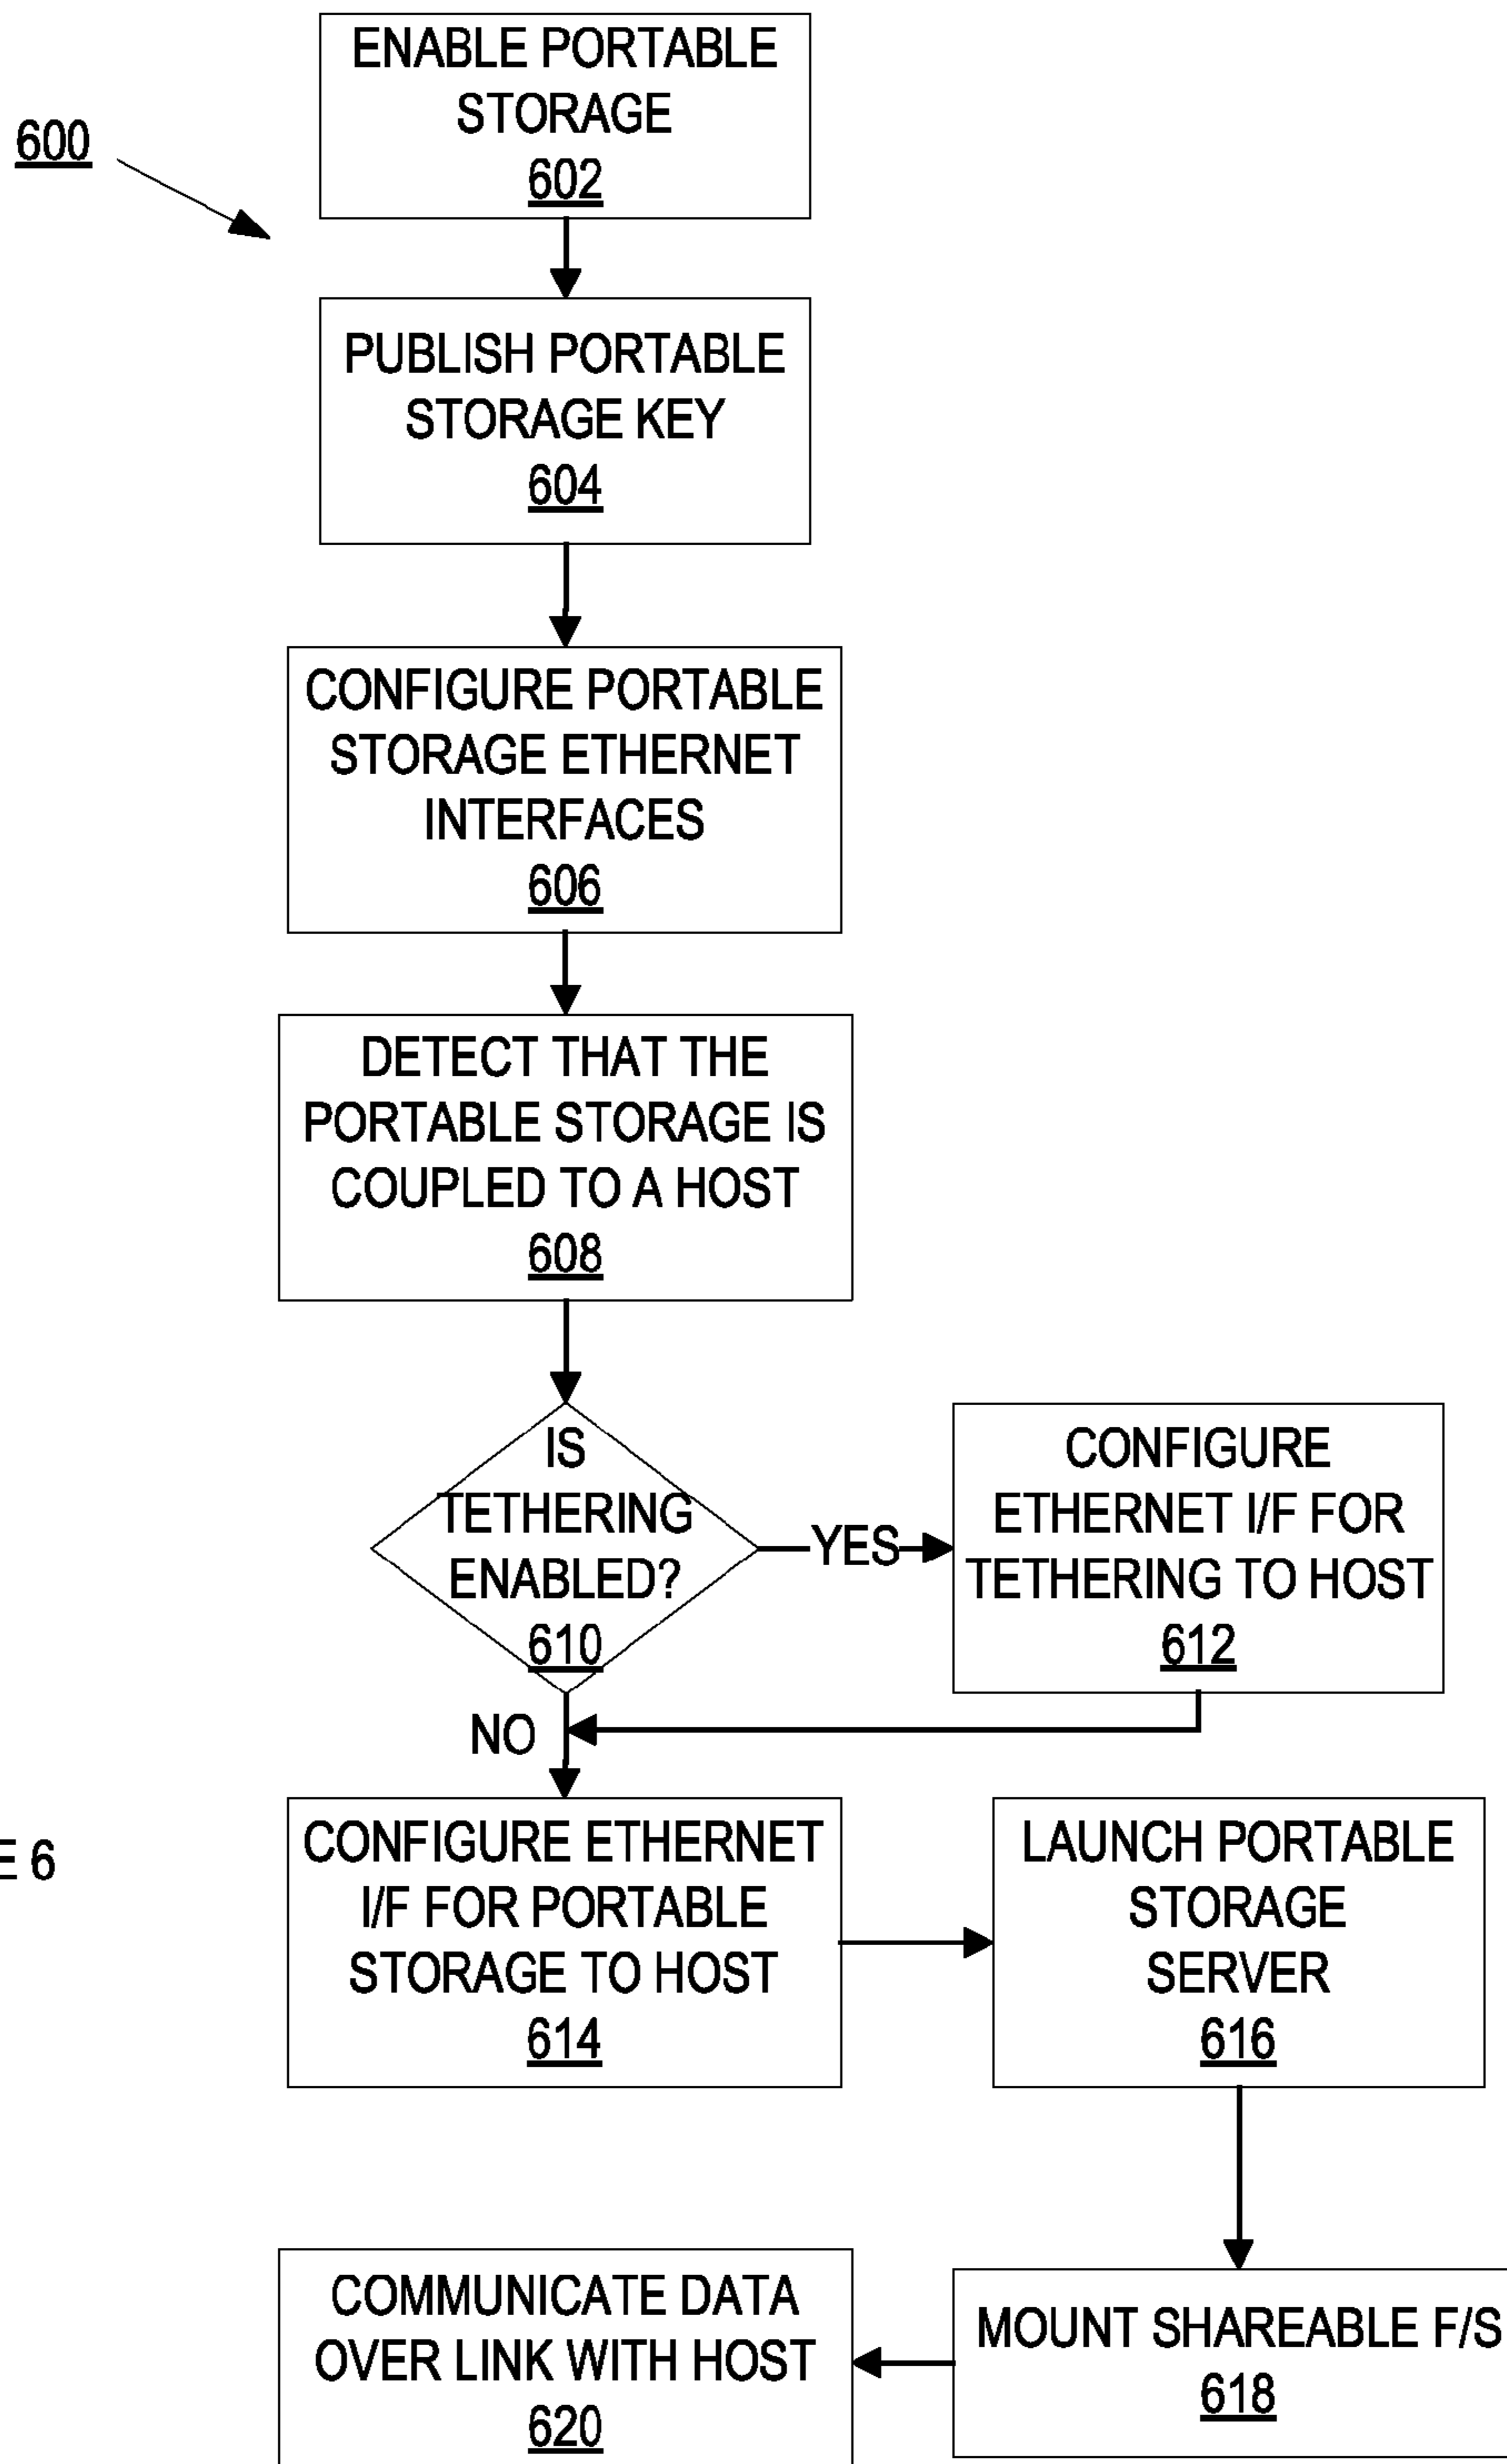 ENABLE PORTABLE
STORAGE
602
600
PUBLISH PORTABLE
STORAGE KEY
604
CONFIGURE PORTABLE
STORAGE ETHERNET
INTERFACES
606
DETECT THAT THE
PORTABLE STORAGE IS
COUPLED TO A HOST
608
IS
TETHERING
ENABLED?
610
YES
CONFIGURE
ETHERNET I/F FOR
TETHERING TO HOST
612
NO
CONFIGURE ETHERNET
I/F FOR PORTABLE
STORAGE TO HOST
614
LAUNCH PORTABLE
STORAGE
SERVER
616
E 6
MOUNT SHAREABLE F/S
618
COMMUNICATE DATA
OVER LINK WITH HOST
620